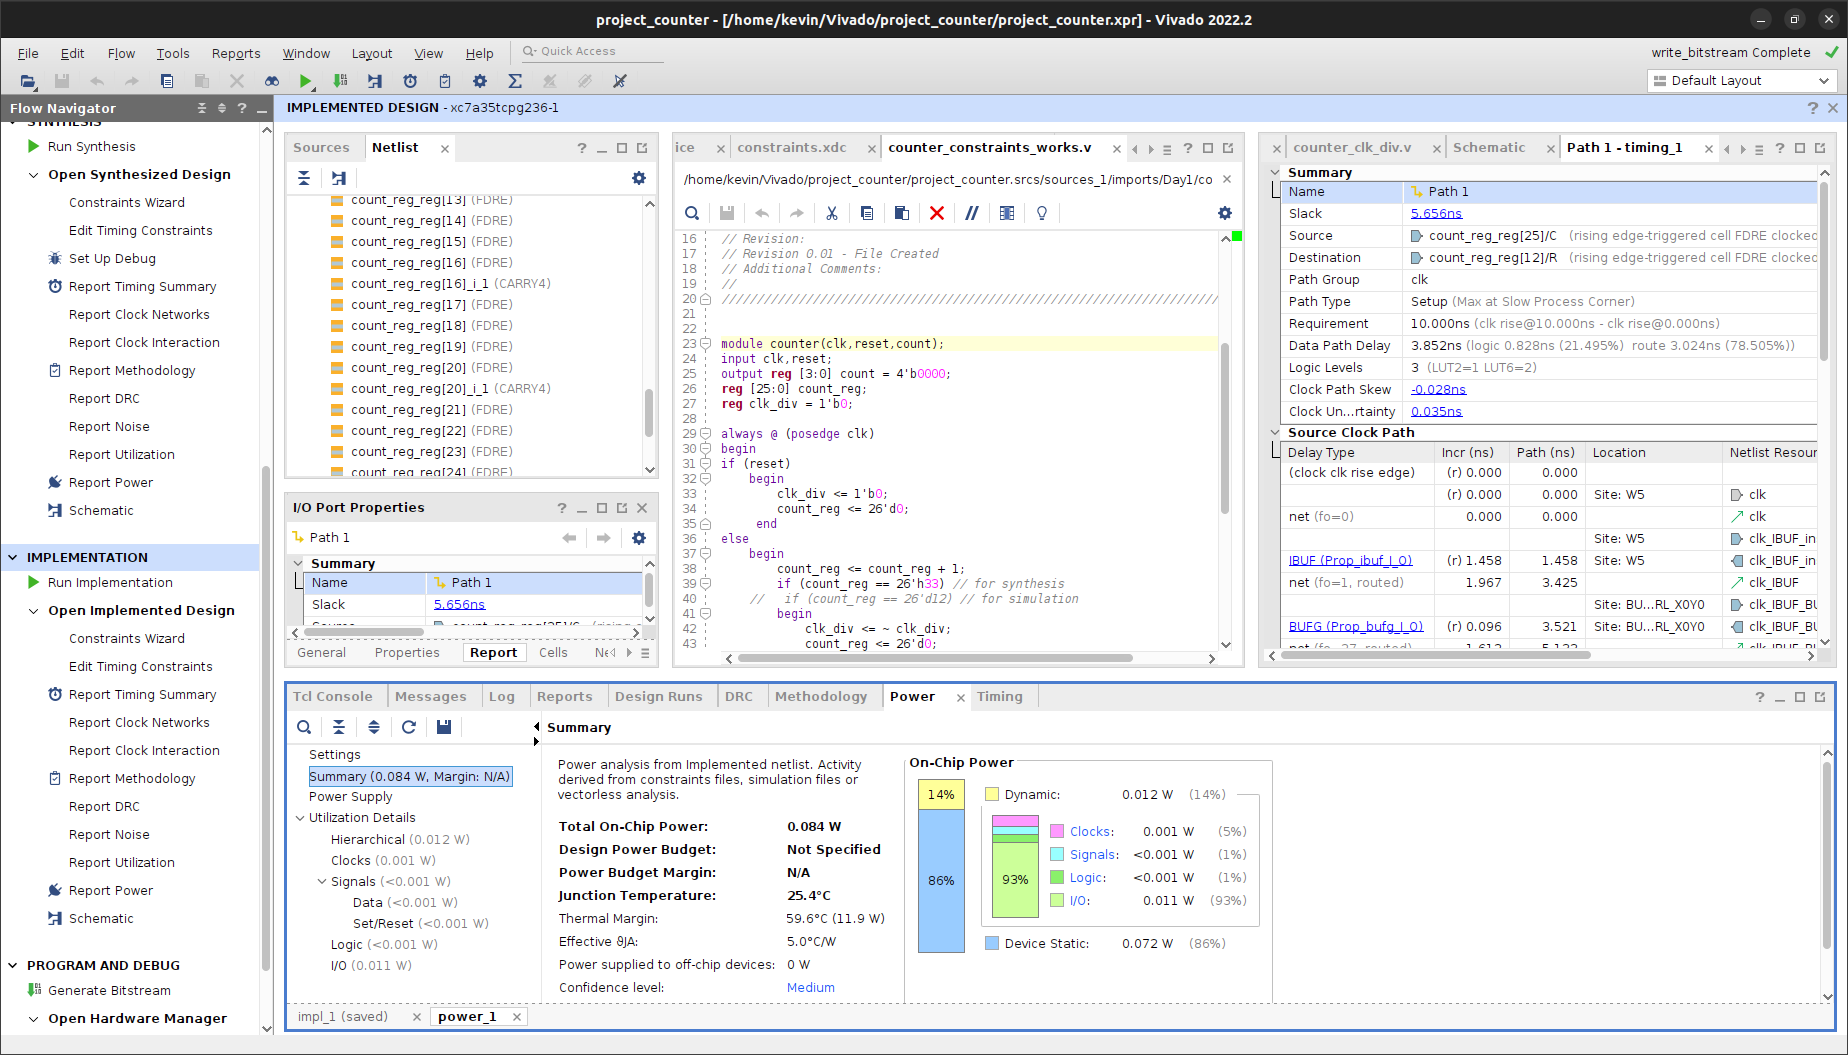 project_counter - [/home/kevin/Vivado/project_counter/project_counter.xpr] - Vivado 2022.2
File Edit Flow Tools Reports Window Layout View Help Quick Access
write_bitstream Complete
Default Layout
Flow Navigator
IMPLEMENTED DESIGN - xc7a35tcpg236-1
SYNTHESIS
Run Synthesis
Open Synthesized Design
Constraints Wizard
Edit Timing Constraints
Set Up Debug
Report Timing Summary
Report Clock Networks
Report Clock Interaction
Report Methodology
Report DRC
Report Noise
Report Utilization
Report Power
Schematic
IMPLEMENTATION
Run Implementation
Open Implemented Design
Constraints Wizard
Edit Timing Constraints
Report Timing Summary
Report Clock Networks
Report Clock Interaction
Report Methodology
Report DRC
Report Noise
Report Utilization
Report Power
Schematic
PROGRAM AND DEBUG
Generate Bitstream
Open Hardware Manager
Sources Netlist
count_reg_reg[13] (FDRE)
count_reg_reg[14] (FDRE)
count_reg_reg[15] (FDRE)
count_reg_reg[16] (FDRE)
count_reg_reg[16]_i_1 (CARRY4)
count_reg_reg[17] (FDRE)
count_reg_reg[18] (FDRE)
count_reg_reg[19] (FDRE)
count_reg_reg[20] (FDRE)
count_reg_reg[20]_i_1 (CARRY4)
count_reg_reg[21] (FDRE)
count_reg_reg[22] (FDRE)
count_reg_reg[23] (FDRE)
count_reg_reg[24] (FDRE)
I/O Port Properties
Path 1
Summary
Name Path 1
Slack 5.656ns
Source count_reg_reg[25]/C
General Properties Report Cells
ice constraints.xdc counter_constraints_works.v
/home/kevin/Vivado/project_counter/project_counter.srcs/sources_1/imports/Day1/co
16 // Revision:
17 // Revision 0.01 - File Created
18 // Additional Comments:
19 //
20 ///////////////////////////////////////////////////////////////////////
21
22
23 module counter(clk,reset,count);
24 input clk,reset;
25 output reg [3:0] count = 4'b0000;
26 reg [25:0] count_reg;
27 reg clk_div = 1'b0;
28
29 always @ (posedge clk)
30 begin
31 if (reset)
32 begin
33 clk_div <= 1'b0;
34 count_reg <= 26'd0;
35 end
36 else
37 begin
38 count_reg <= count_reg + 1;
39 if (count_reg == 26'h33) // for synthesis
40 // if (count_reg == 26'd12) // for simulation
41 begin
42 clk_div <= ~ clk_div;
43 count_reg <= 26'd0;
counter_clk_div.v Schematic Path 1 - timing_1
Summary
Name Path 1
Slack 5.656ns
Source count_reg_reg[25]/C (rising edge-triggered cell FDRE clocked
Destination count_reg_reg[12]/R (rising edge-triggered cell FDRE clocked
Path Group clk
Path Type Setup (Max at Slow Process Corner)
Requirement 10.000ns (clk rise@10.000ns - clk rise@0.000ns)
Data Path Delay 3.852ns (logic 0.828ns (21.495%) route 3.024ns (78.505%))
Logic Levels 3 (LUT2=1 LUT6=2)
Clock Path Skew -0.028ns
Clock Un...rtainty 0.035ns
Source Clock Path
Delay Type Incr (ns) Path (ns) Location Netlist Resour
(clock clk rise edge) (r) 0.000 0.000
(r) 0.000 0.000 Site: W5 clk
net (fo=0) 0.000 0.000 clk
Site: W5 clk_IBUF_in
IBUF (Prop_ibuf_I_O) (r) 1.458 1.458 Site: W5 clk_IBUF_in
net (fo=1, routed) 1.967 3.425 clk_IBUF
Site: BU...RL_X0Y0 clk_IBUF_BU
BUFG (Prop_bufg_I_O) (r) 0.096 3.521 Site: BU...RL_X0Y0 clk_IBUF_BU
Tcl Console Messages Log Reports Design Runs DRC Methodology Power Timing
Summary
Settings
Summary (0.084 W, Margin: N/A)
Power Supply
Utilization Details
Hierarchical (0.012 W)
Clocks (0.001 W)
Signals (<0.001 W)
Data (<0.001 W)
Set/Reset (<0.001 W)
Logic (<0.001 W)
I/O (0.011 W)
Power analysis from Implemented netlist. Activity
derived from constraints files, simulation files or
vectorless analysis.
Total On-Chip Power: 0.084 W
Design Power Budget: Not Specified
Power Budget Margin: N/A
Junction Temperature: 25.4°C
Thermal Margin: 59.6°C (11.9 W)
Effective ϑJA: 5.0°C/W
Power supplied to off-chip devices: 0 W
Confidence level: Medium
On-Chip Power
14%
86%
93%
Dynamic: 0.012 W (14%)
Clocks: 0.001 W (5%)
Signals: <0.001 W (1%)
Logic: <0.001 W (1%)
I/O: 0.011 W (93%)
Device Static: 0.072 W (86%)
impl_1 (saved) power_1